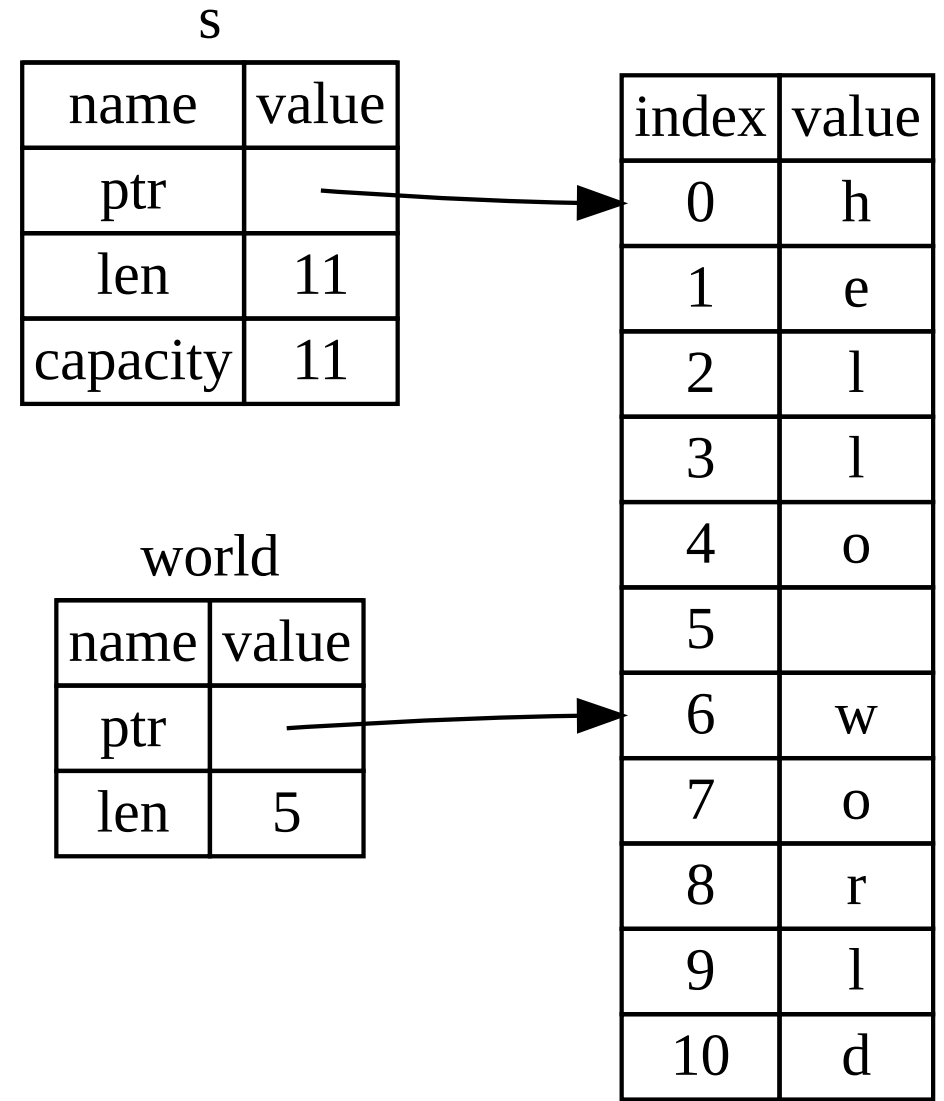 s
name value
ptr
len 11
capacity 11
world
name value
ptr
len 5
index value
0 h
1 e
2 l
3 l
4 o
5
6 w
7 o
8 r
9 l
10 d